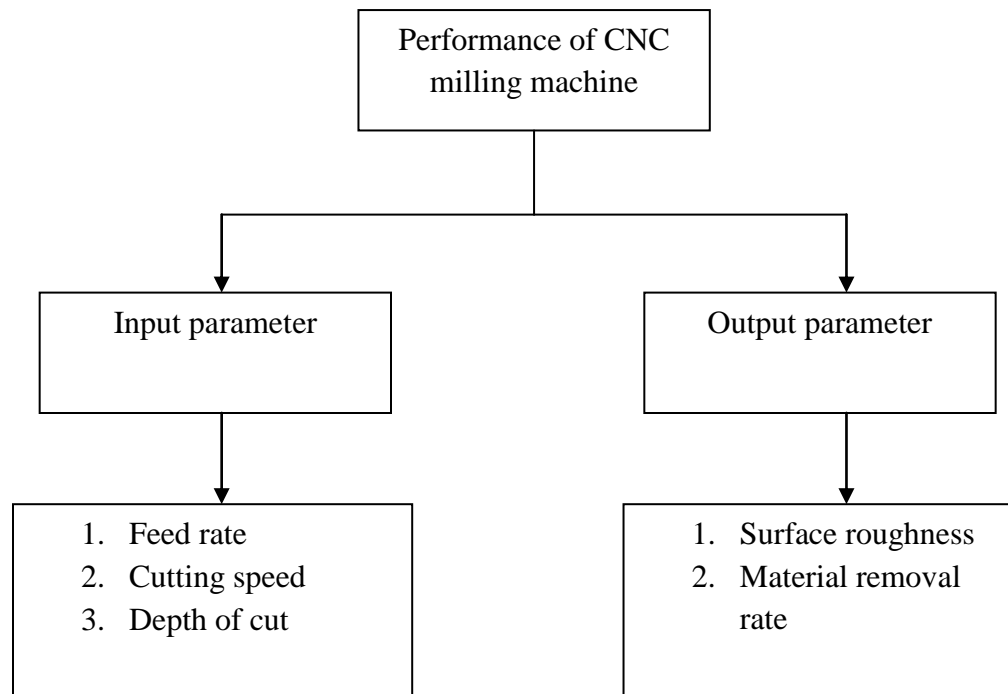 Performance of CNC
milling machine
Input parameter
Output parameter
1. Feed rate
2. Cutting speed
3. Depth of cut
1. Surface roughness
2. Material removal
rate